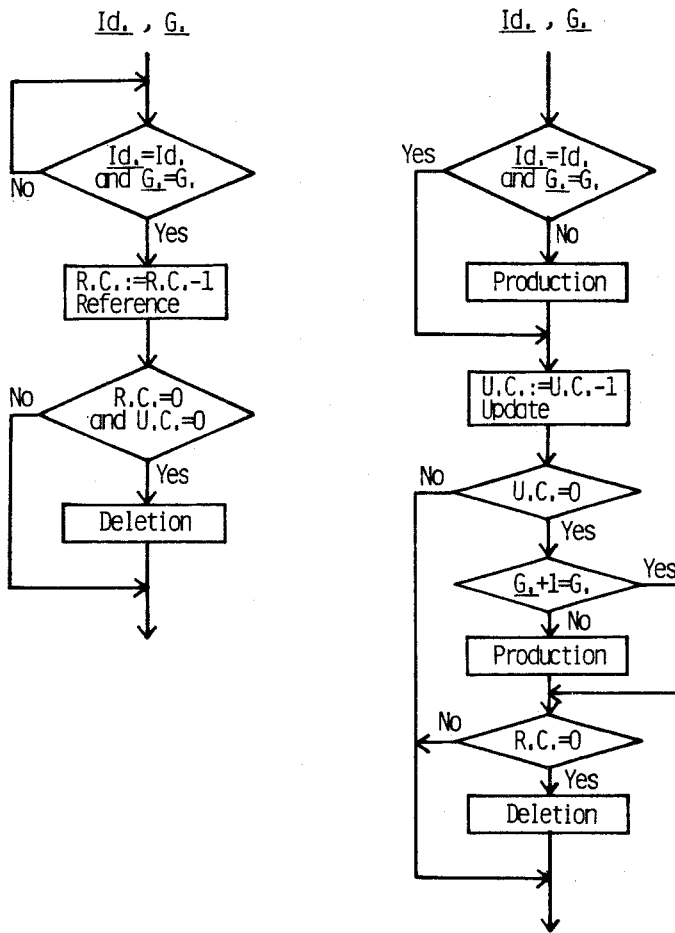 Id. , G.
Id.=Id.
and G.=G.
No
Yes
R.C.:=R.C.-1
Reference
R.C.=0
and U.C.=0
No
Yes
Deletion
Id. , G.
Id.=Id.
and G.=G.
Yes
No
Production
U.C.:=U.C.-1
Update
U.C.=0
No
Yes
G.+1=G.
Yes
No
Production
R.C.=0
No
Yes
Deletion